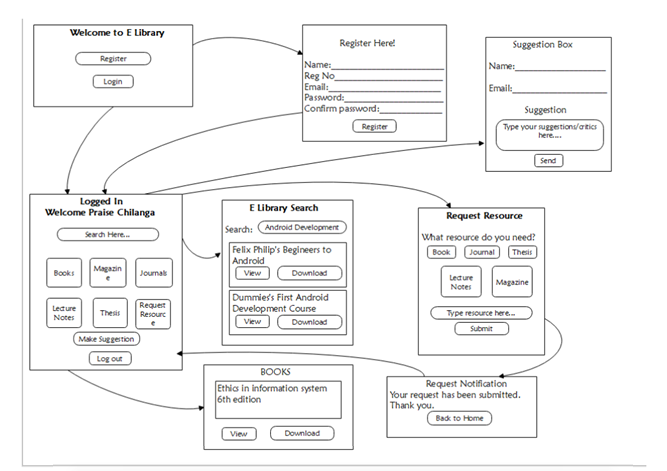 Welcome to E Library
Register
Login
Register Here!
Name:
Reg No
Email:
Password:
Confirm password:
Register
Suggestion Box
Name:
Email:
Suggestion
Type your suggestions/critics
here....
Send
Logged In
Welcome Praise Chilanga
Search Here...
Books
Magazin
e
Journals
Lecture
Notes
Thesis
Request
Resourc
e
Make Suggestion
Log out
E Library Search
Search:
Android Development
Felix Philip's Begineers to
Android
View
Download
Dummies's First Android
Development Course
View
Download
Request Resource
What resource do you need?
Book
Journal
Thesis
Lecture
Notes
Magazine
Type resource here...
Submit
BOOKS
Ethics in information system
6th edition
View
Download
Request Notification
Your request has been submitted.
Thank you.
Back to Home